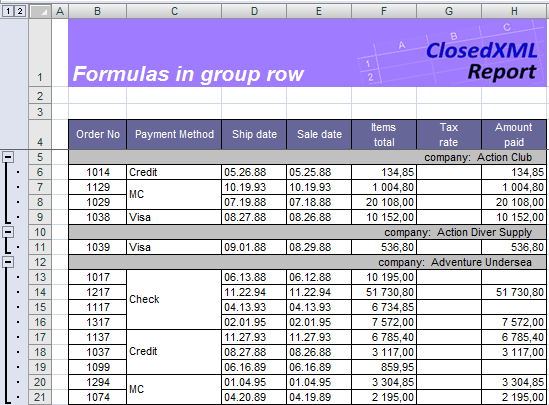 1 2 A B C D E F G H
A B C
1
2
ClosedXML
1 Formulas in group row Report
2
3
4 Order No Payment Method Ship date Sale date Items total Tax rate Amount paid
5 company: Action Club
6 1014 Credit 05.26.88 05.25.88 134,85 134,85
7 1129 MC 10.19.93 10.19.93 1 004,80 1 004,80
8 1029 07.19.88 07.18.88 20 108,00 20 108,00
9 1038 Visa 08.27.88 08.26.88 10 152,00 10 152,00
10 company: Action Diver Supply
11 1039 Visa 09.01.88 08.29.88 536,80 536,80
12 company: Adventure Undersea
13 1017 Check 06.13.88 06.12.88 10 195,00
14 1217 11.22.94 11.22.94 51 730,80 51 730,80
15 1117 04.13.93 04.13.93 6 734,85
16 1317 02.01.95 02.01.95 7 572,00 7 572,00
17 1137 Credit 11.27.93 11.27.93 6 785,40 6 785,40
18 1037 08.27.88 08.26.88 3 117,00 3 117,00
19 1099 06.16.89 06.16.89 859,95
20 1294 MC 01.04.95 01.04.95 3 304,85 3 304,85
21 1074 04.20.89 04.19.89 2 195,00 2 195,00